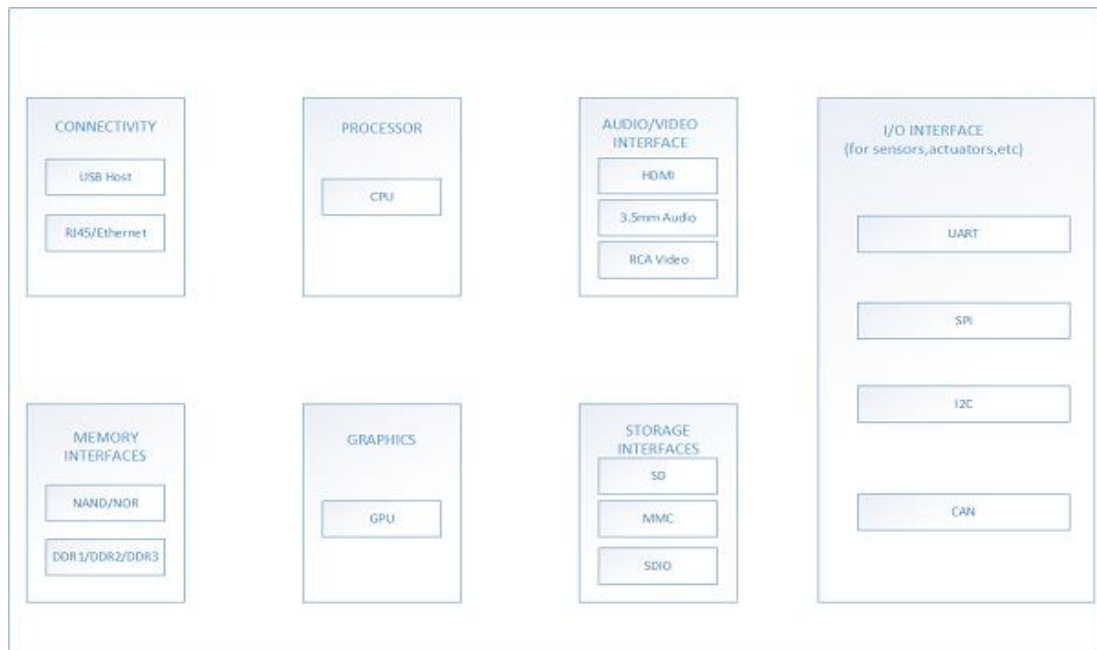 CONNECTIVITY
USB Host
RJ45/Ethernet
PROCESSOR
CPU
AUDIO/VIDEO
INTERFACE
HDMI
3.5mm Audio
RCA Video
I/O INTERFACE
(for sensors,actuators,etc)
UART
SPI
I2C
CAN
MEMORY
INTERFACES
NAND/NOR
DDR1/DDR2/DDR3
GRAPHICS
GPU
STORAGE
INTERFACES
SD
MMC
SDIO